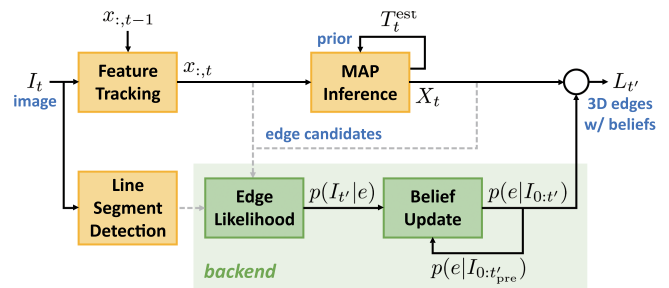 x_{:,t−1}
T_t^{est}
prior
I_t
image
Feature
Tracking
x_{:,t}
MAP
Inference
X_t
L_{t'}
3D edges
w/ beliefs
edge candidates
Line
Segment
Detection
Edge
Likelihood
p(I_{t'}|e)
Belief
Update
p(e|I_{0:t'})
p(e|I_{0:t'_{pre}})
backend